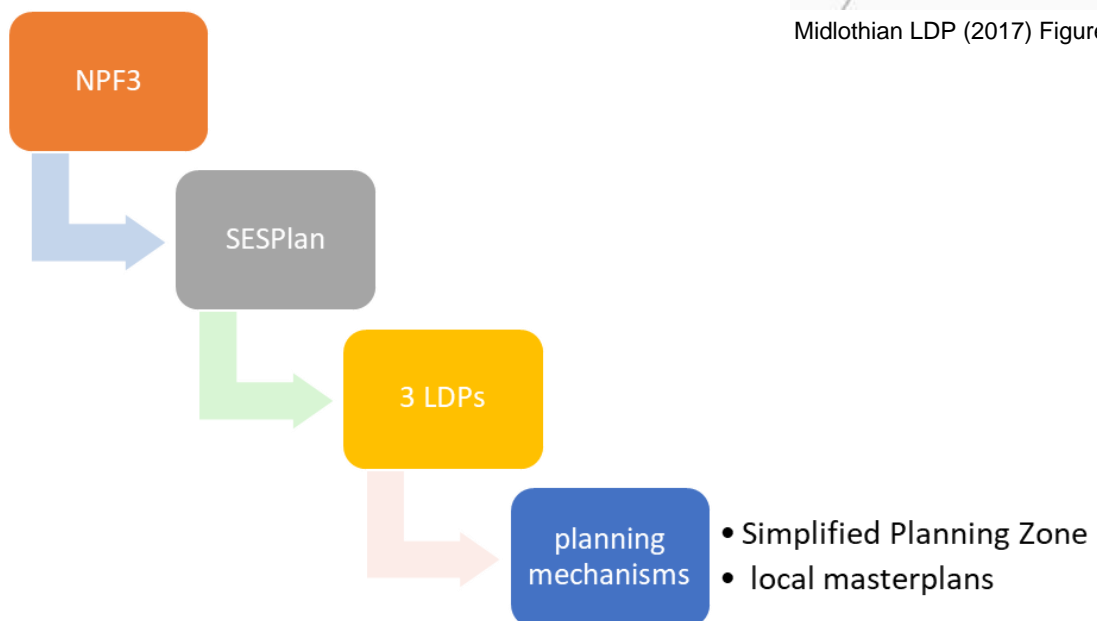 Midlothian LDP (2017) Figure
NPF3
SESPlan
3 LDPs
planning
mechanisms
• Simplified Planning Zone
• local masterplans